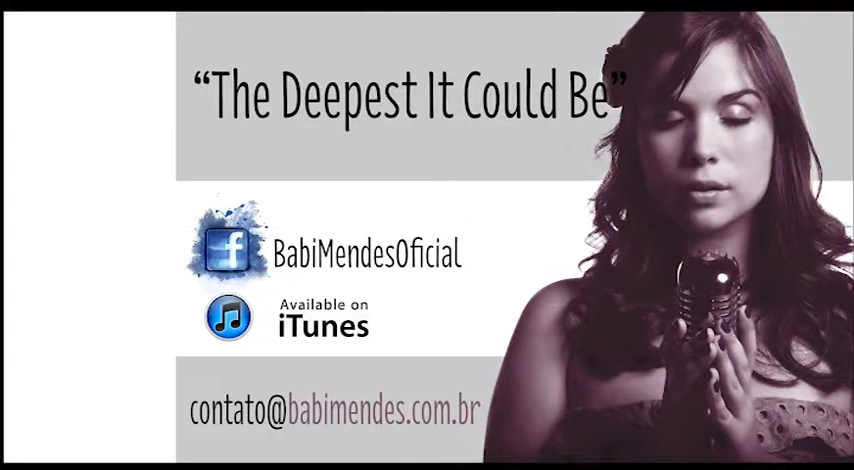 “The Deepest It Could Be”
f BabiMendesOficial
Available on
iTunes
contato@babimendes.com.br